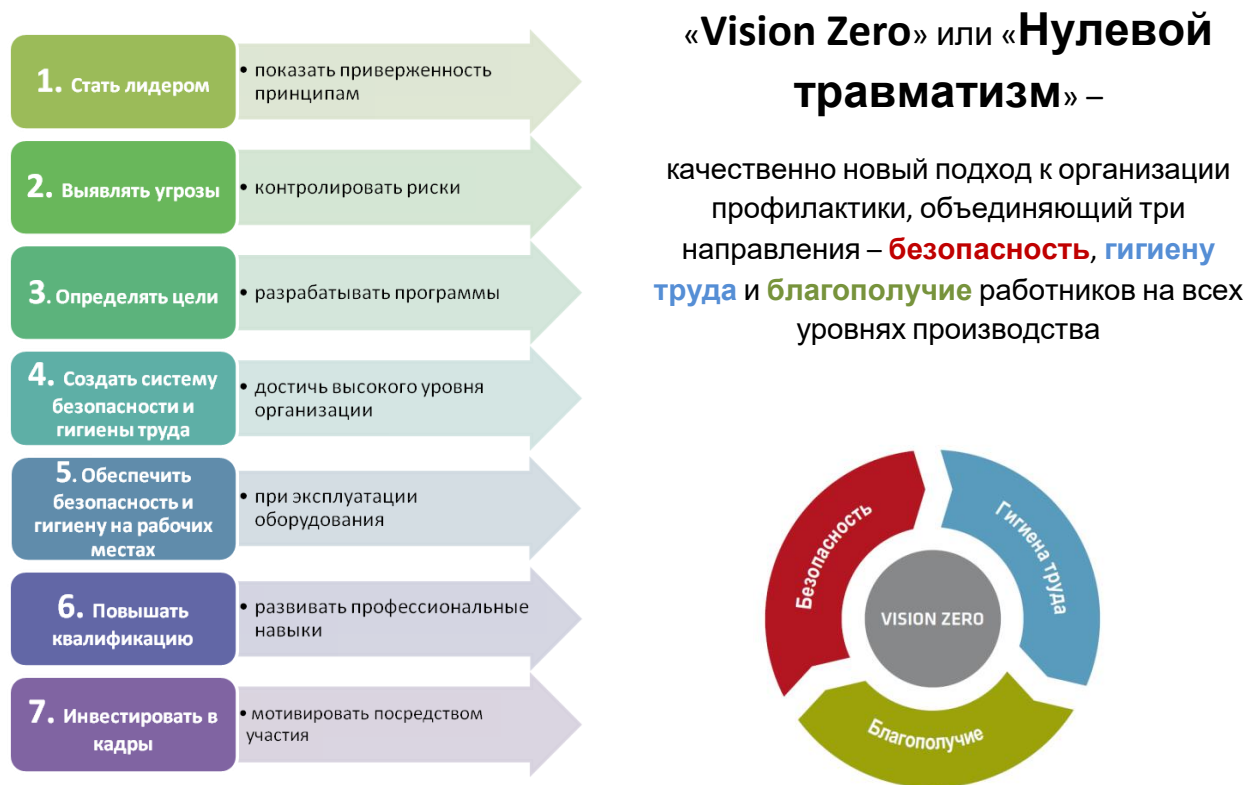 1. Стать лидером
• показать приверженность
принципам
2. Выявлять угрозы
• контролировать риски
3. Определять цели
• разрабатывать программы
4. Создать систему
безопасности и
гигиены труда
• достичь высокого уровня
организации
5. Обеспечить
безопасность и
гигиену на рабочих
местах
• при эксплуатации
оборудования
6. Повышать
квалификацию
• развивать профессиональные
навыки
7. Инвестировать в
кадры
• мотивировать посредством
участия
«Vision Zero» или «Нулевой
травматизм» –
качественно новый подход к организации
профилактики, объединяющий три
направления – безопасность, гигиену
труда и благополучие работников на всех
уровнях производства
Безопасность
Гигиена труда
VISION ZERO
Благополучие